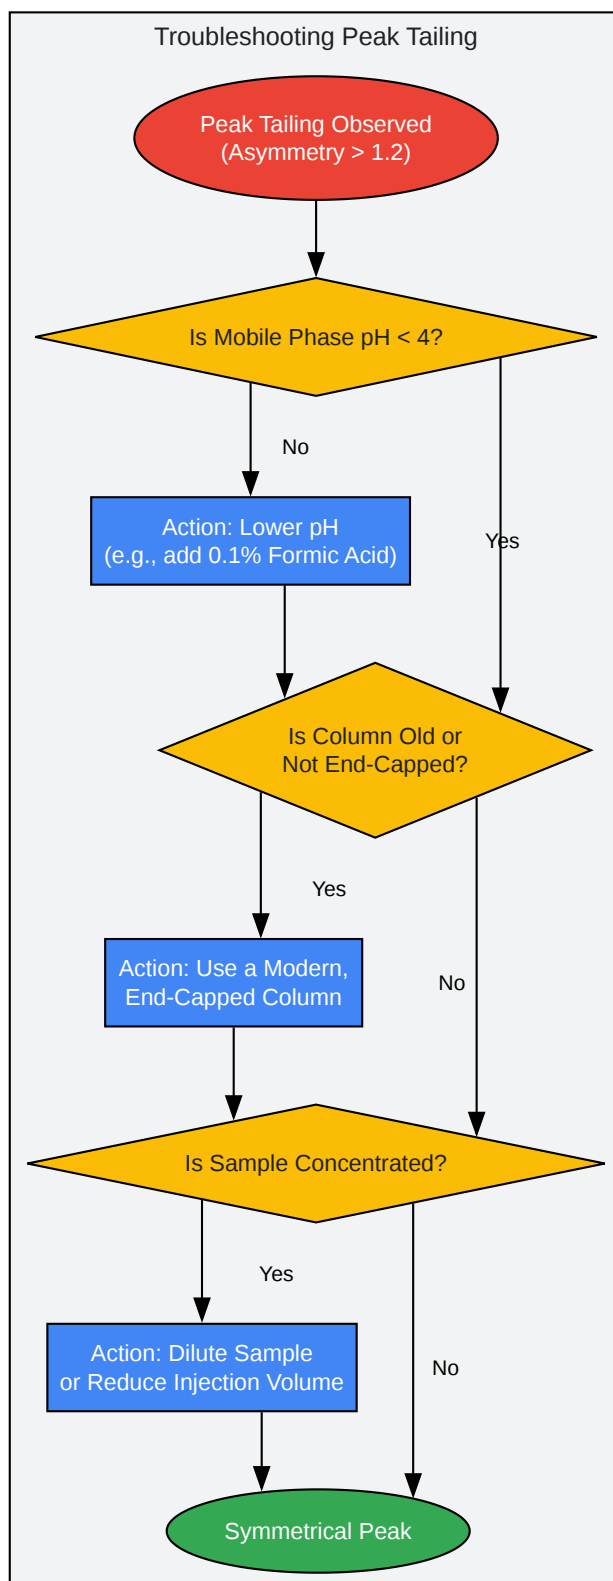 Troubleshooting Peak Tailing
Peak Tailing Observed
(Asymmetry > 1.2)
Is Mobile Phase pH < 4?
No
Action: Lower pH
(e.g., add 0.1% Formic Acid)
Yes
Is Column Old or
Not End-Capped?
Yes
Action: Use a Modern,
End-Capped Column
No
Is Sample Concentrated?
Yes
Action: Dilute Sample
or Reduce Injection Volume
No
Symmetrical Peak